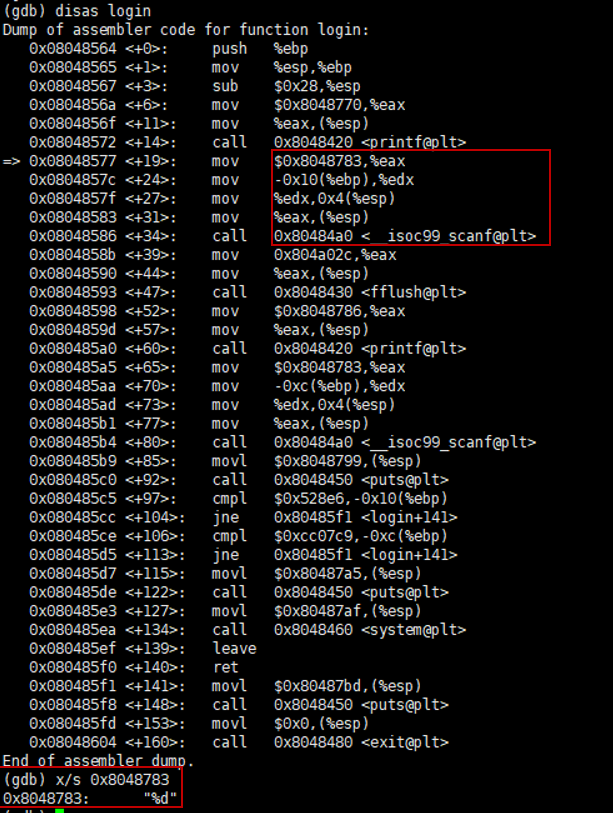 (gdb) disas login
Dump of assembler code for function login:
0x08048564 <+0>: push %ebp
0x08048565 <+1>: mov %esp,%ebp
0x08048567 <+3>: sub $0x28,%esp
0x0804856a <+6>: mov $0x8048770,%eax
0x0804856f <+11>: mov %eax,(%esp)
0x08048572 <+14>: call 0x8048420 <printf@plt>
=> 0x08048577 <+19>: mov $0x8048783,%eax
0x0804857c <+24>: mov -0x10(%ebp),%edx
0x0804857f <+27>: mov %edx,0x4(%esp)
0x08048583 <+31>: mov %eax,(%esp)
0x08048586 <+34>: call 0x80484a0 <__isoc99_scanf@plt>
0x0804858b <+39>: mov 0x804a02c,%eax
0x08048590 <+44>: mov %eax,(%esp)
0x08048593 <+47>: call 0x8048430 <fflush@plt>
0x08048598 <+52>: mov $0x8048786,%eax
0x0804859d <+57>: mov %eax,(%esp)
0x080485a0 <+60>: call 0x8048420 <printf@plt>
0x080485a5 <+65>: mov $0x8048783,%eax
0x080485aa <+70>: mov -0xc(%ebp),%edx
0x080485ad <+73>: mov %edx,0x4(%esp)
0x080485b1 <+77>: mov %eax,(%esp)
0x080485b4 <+80>: call 0x80484a0 <__isoc99_scanf@plt>
0x080485b9 <+85>: movl $0x8048799,(%esp)
0x080485c0 <+92>: call 0x8048450 <puts@plt>
0x080485c5 <+97>: cmpl $0x528e6,-0x10(%ebp)
0x080485cc <+104>: jne 0x80485f1 <login+141>
0x080485ce <+106>: cmpl $0xcc07c9,-0xc(%ebp)
0x080485d5 <+113>: jne 0x80485f1 <login+141>
0x080485d7 <+115>: movl $0x80487a5,(%esp)
0x080485de <+122>: call 0x8048450 <puts@plt>
0x080485e3 <+127>: movl $0x80487af,(%esp)
0x080485ea <+134>: call 0x8048460 <system@plt>
0x080485ef <+139>: leave
0x080485f0 <+140>: ret
0x080485f1 <+141>: movl $0x80487bd,(%esp)
0x080485f8 <+148>: call 0x8048450 <puts@plt>
0x080485fd <+153>: movl $0x0,(%esp)
0x08048604 <+160>: call 0x8048480 <exit@plt>
End of assembler dump.
(gdb) x/s 0x8048783
0x8048783: "%d"